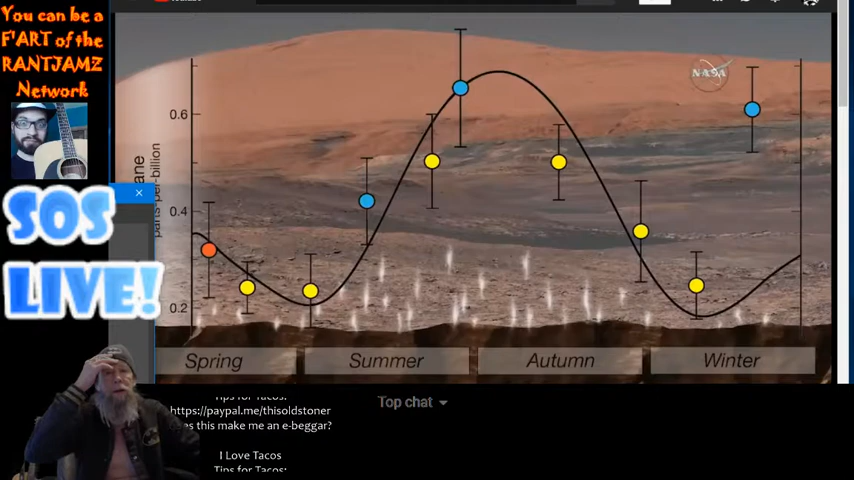 You can be a
F'ART of the
RANTJAMZ
Network
NASA
0.6
0.4
0.2
parts-per-billion
Spring
Summer
Autumn
Winter
SOS
LIVE!
Top chat
Tips for Tacos:
https://paypal.me/thisoldstoner
this make me an e-beggar?
I Love Tacos
Tips for Tacos: